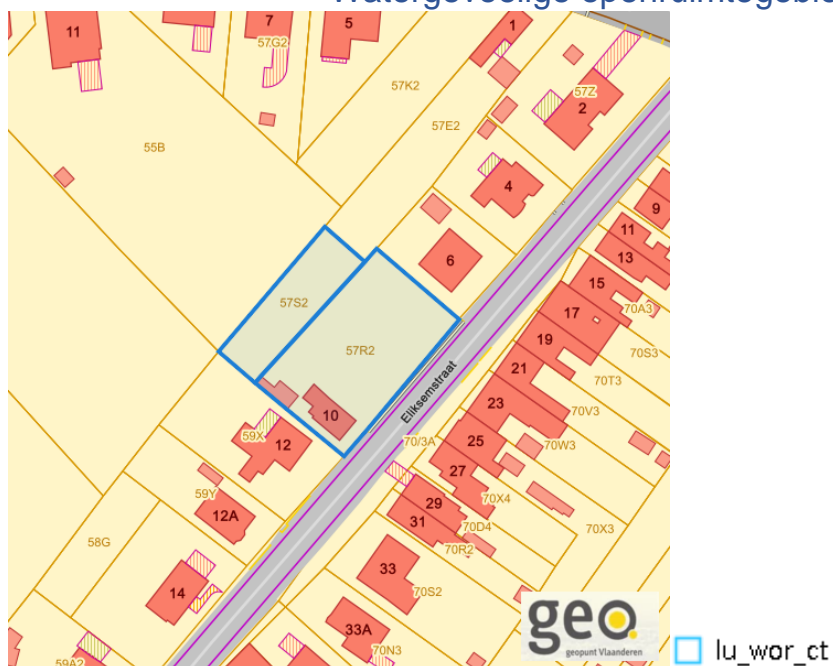 Watergevoelige openruimtegebie
11
7
57G2
5
1
57K2
57E2
57Z
2
55B
4
9
11
13
6
15
70A3
57S2
17
57R2
19
70S3
21
70T3
Eliksemstraat
23
70V3
10
59X
12
70/3A
25
70W3
27
59Y
12A
29
70X4
31
70D4
70X3
58G
70R2
33
14
70S2
33A
70N3
59A2
geo.
geopunt Vlaanderen
lu_wor_ct